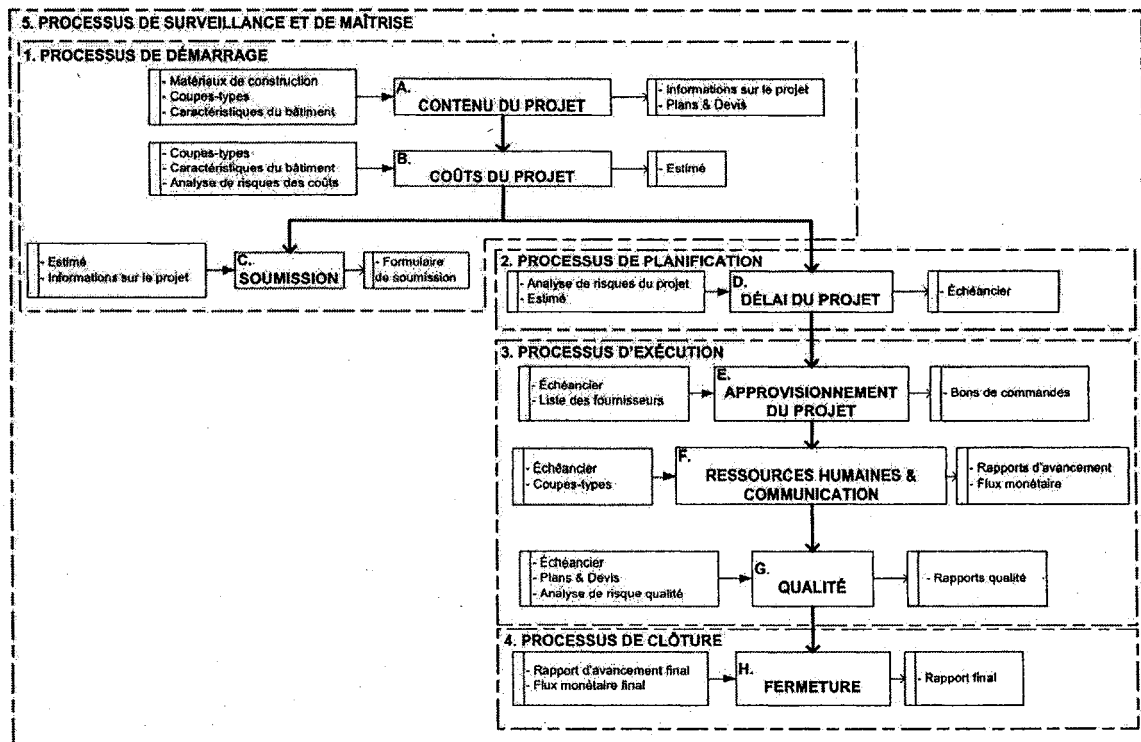 5. PROCESSUS DE SURVEILLANCE ET DE MAÎTRISE
1. PROCESSUS DE DÉMARRAGE
- Matériaux de construction
- Coupes-types
- Caractéristiques du bâtiment
A.
CONTENU DU PROJET
- Informations sur le projet
- Plans & Devis
- Coupes-types
- Caractéristiques du bâtiment
- Analyse de risques des coûts
B.
COÛTS DU PROJET
- Estimé
- Estimé
- Informations sur le projet
C.
SOUMISSION
- Formulaire
de soumission
2. PROCESSUS DE PLANIFICATION
- Analyse de risques du projet
- Estimé
D.
DÉLAI DU PROJET
- Échéancier
3. PROCESSUS D'EXÉCUTION
- Échéancier
- Liste des fournisseurs
E.
APPROVISIONNEMENT
DU PROJET
- Bons de commandes
- Échéancier
- Coupes-types
F.
RESSOURCES HUMAINES &
COMMUNICATION
- Rapports d'avancement
- Flux monétaire
- Échéancier
- Plans & Devis
- Analyse de risque qualité
G.
QUALITÉ
- Rapports qualité
4. PROCESSUS DE CLÔTURE
- Rapport d'avancement final
- Flux monétaire final
H.
FERMETURE
- Rapport final